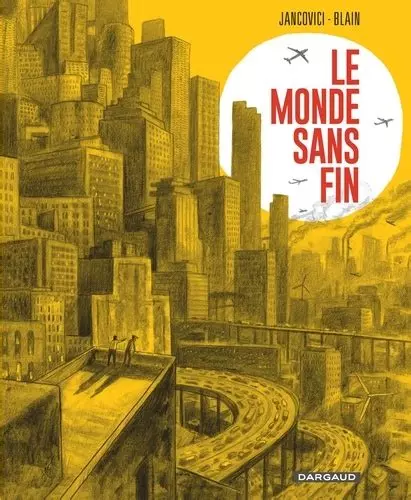 JANCOVICI - BLAIN
LE
MONDE
SANS
FIN
DARGAUD